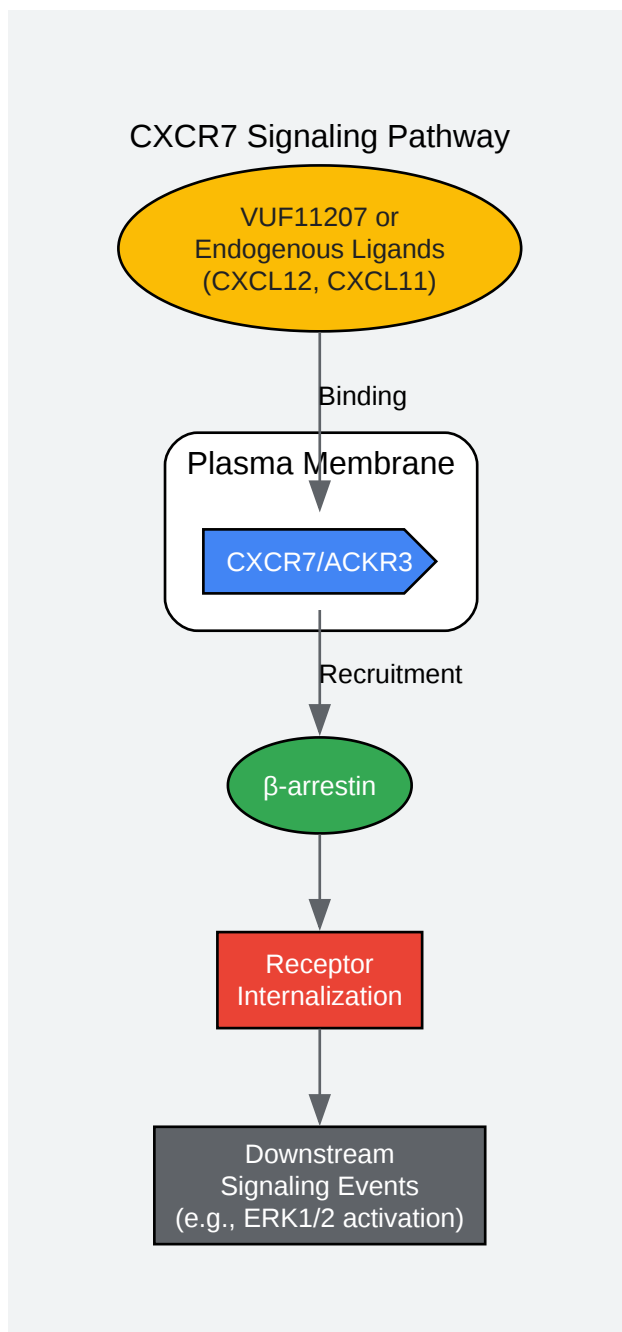 CXCR7 Signaling Pathway
VUF11207 or
Endogenous Ligands
(CXCL12, CXCL11)
Binding
Plasma Membrane
CXCR7/ACKR3
Recruitment
β-arrestin
Receptor
Internalization
Downstream
Signaling Events
(e.g., ERK1/2 activation)